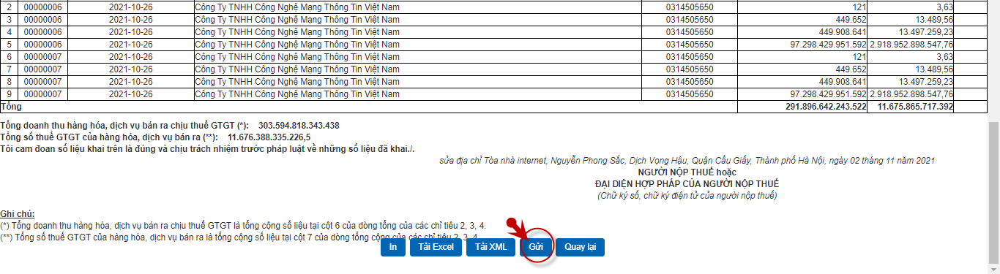 2 00000006 2021-10-26 Công Ty TNHH Công Nghệ Mạng Thông Tin Việt Nam 0314505650 121 3,63
3 00000006 2021-10-26 Công Ty TNHH Công Nghệ Mạng Thông Tin Việt Nam 0314505650 449.652 13.489,56
4 00000006 2021-10-26 Công Ty TNHH Công Nghệ Mạng Thông Tin Việt Nam 0314505650 449.908.641 13.497.259,23
5 00000006 2021-10-26 Công Ty TNHH Công Nghệ Mạng Thông Tin Việt Nam 0314505650 97.298.429.951.592 2.918.952.898.547,76
6 00000007 2021-10-26 Công Ty TNHH Công Nghệ Mạng Thông Tin Việt Nam 0314505650 121 3,63
7 00000007 2021-10-26 Công Ty TNHH Công Nghệ Mạng Thông Tin Việt Nam 0314505650 449.652 13.489,56
8 00000007 2021-10-26 Công Ty TNHH Công Nghệ Mạng Thông Tin Việt Nam 0314505650 449.908.641 13.497.259,23
9 00000007 2021-10-26 Công Ty TNHH Công Nghệ Mạng Thông Tin Việt Nam 0314505650 97.298.429.951.592 2.918.952.898.547,76
Tổng 291.896.642.243.522 11.675.865.717.392
Tổng doanh thu hàng hóa, dịch vụ bán ra chịu thuế GTGT (*): 303.594.818.343.438
Tổng số thuế GTGT của hàng hóa, dịch vụ bán ra (**): 11.676.388.335.226,5
Tôi cam đoan số liệu khai trên là đúng và chịu trách nhiệm trước pháp luật về những số liệu đã khai./.
sửa địa chỉ Tòa nhà internet, Nguyễn Phong Sắc, Dịch Vọng Hậu, Quận Cầu Giấy, Thành phố Hà Nội, ngày 02 tháng 11 năm 2021
NGƯỜI NỘP THUẾ hoặc
ĐẠI DIỆN HỢP PHÁP CỦA NGƯỜI NỘP THUẾ
(Chữ ký số, chữ ký điện tử của người nộp thuế)
Ghi chú:
(*) Tổng doanh thu hàng hóa, dịch vụ bán ra chịu thuế GTGT là tổng cộng số liệu tại cột 6 của dòng tổng của các chỉ tiêu 2, 3, 4.
(**) Tổng số thuế GTGT của hàng hóa, dịch vụ bán ra là tổng cộng số liệu tại cột 7 của dòng tổng cộng của các chỉ tiêu 2, 3, 4
In Tải Excel Tải XML Gửi Quay lại